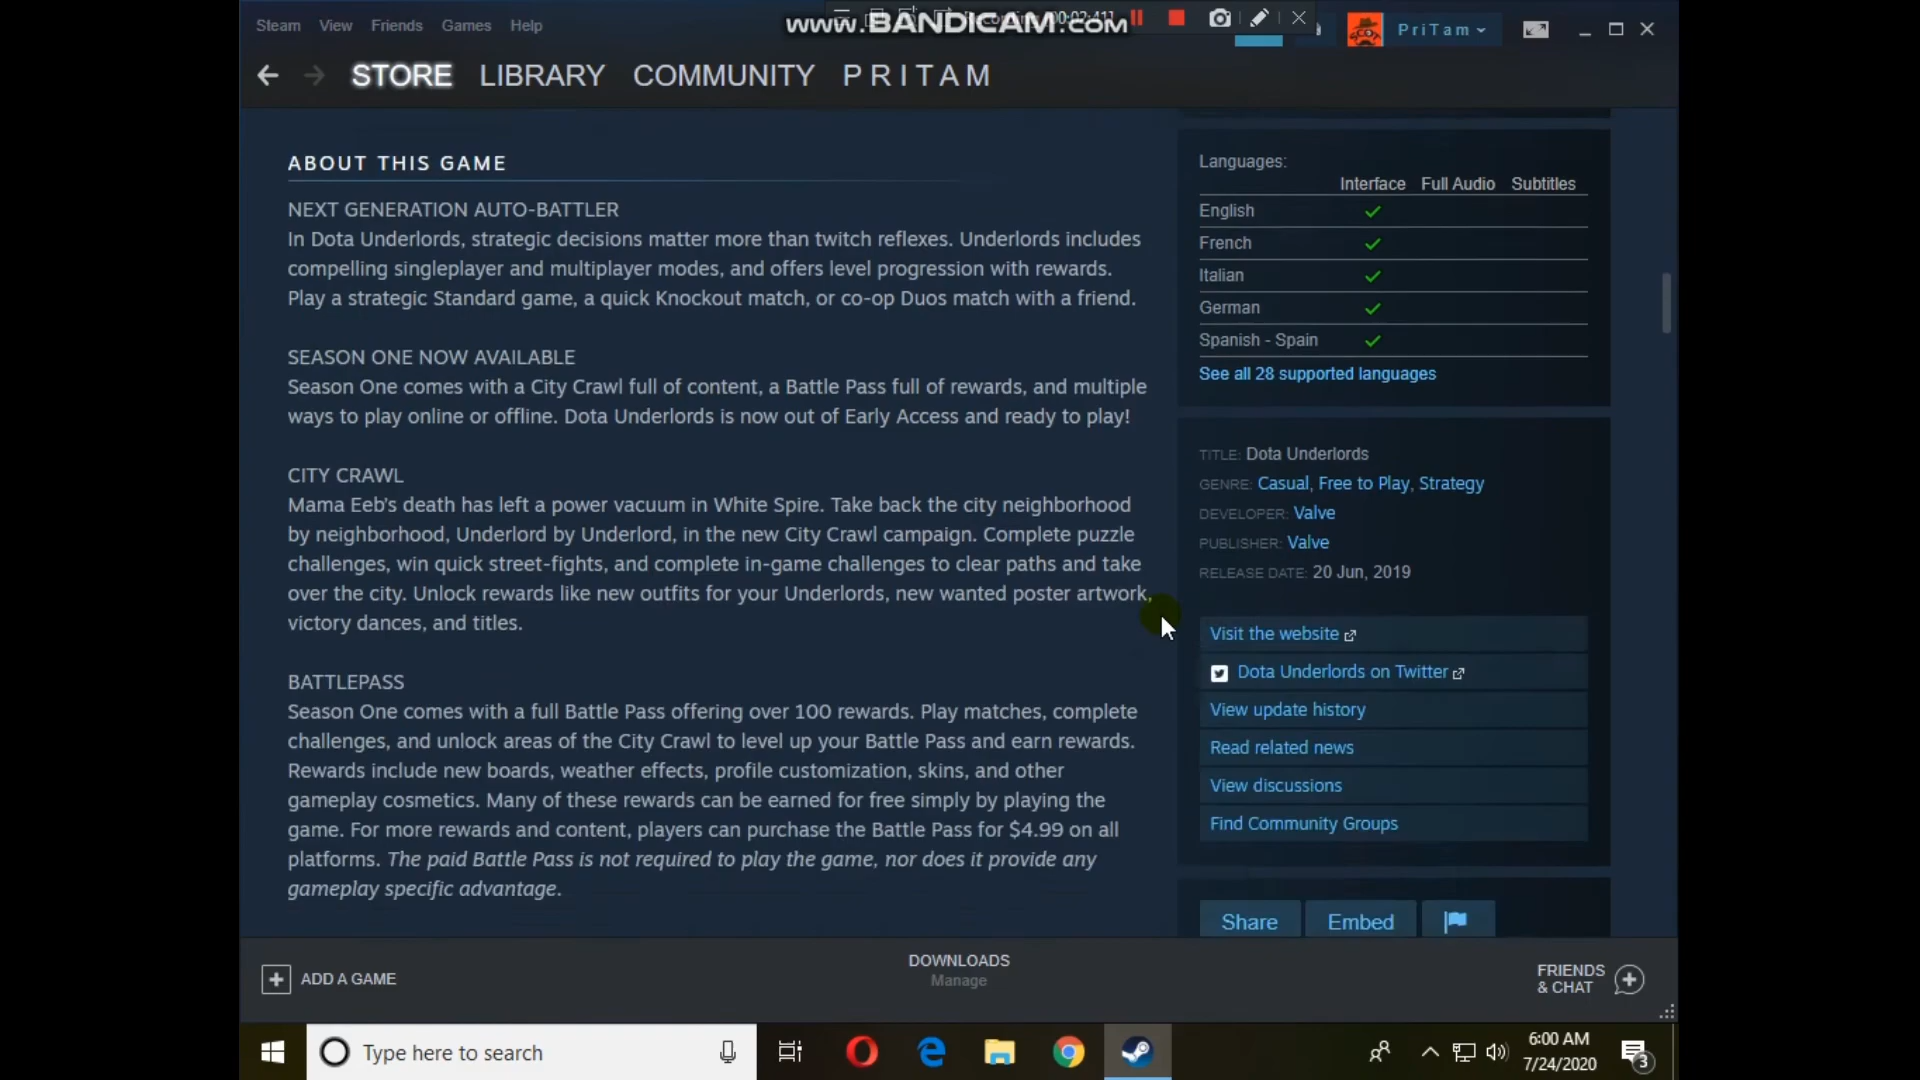 Steam View Friends Games Help
www.BANDICAM.com
PriTam
STORE LIBRARY COMMUNITY PRITAM
ABOUT THIS GAME
NEXT GENERATION AUTO-BATTLER
In Dota Underlords, strategic decisions matter more than twitch reflexes. Underlords includes
compelling singleplayer and multiplayer modes, and offers level progression with rewards.
Play a strategic Standard game, a quick Knockout match, or co-op Duos match with a friend.
SEASON ONE NOW AVAILABLE
Season One comes with a City Crawl full of content, a Battle Pass full of rewards, and multiple
ways to play online or offline. Dota Underlords is now out of Early Access and ready to play!
CITY CRAWL
Mama Eeb's death has left a power vacuum in White Spire. Take back the city neighborhood
by neighborhood, Underlord by Underlord, in the new City Crawl campaign. Complete puzzle
challenges, win quick street-fights, and complete in-game challenges to clear paths and take
over the city. Unlock rewards like new outfits for your Underlords, new wanted poster artwork,
victory dances, and titles.
BATTLEPASS
Season One comes with a full Battle Pass offering over 100 rewards. Play matches, complete
challenges, and unlock areas of the City Crawl to level up your Battle Pass and earn rewards.
Rewards include new boards, weather effects, profile customization, skins, and other
gameplay cosmetics. Many of these rewards can be earned for free simply by playing the
game. For more rewards and content, players can purchase the Battle Pass for $4.99 on all
platforms. The paid Battle Pass is not required to play the game, nor does it provide any
gameplay specific advantage.
Languages:
Interface Full Audio Subtitles
English
French
Italian
German
Spanish - Spain
See all 28 supported languages
TITLE: Dota Underlords
GENRE: Casual, Free to Play, Strategy
DEVELOPER: Valve
PUBLISHER: Valve
RELEASE DATE: 20 Jun, 2019
Visit the website
Dota Underlords on Twitter
View update history
Read related news
View discussions
Find Community Groups
Share Embed
ADD A GAME
DOWNLOADS
Manage
FRIENDS
& CHAT
Type here to search
6:00 AM
7/24/2020
3